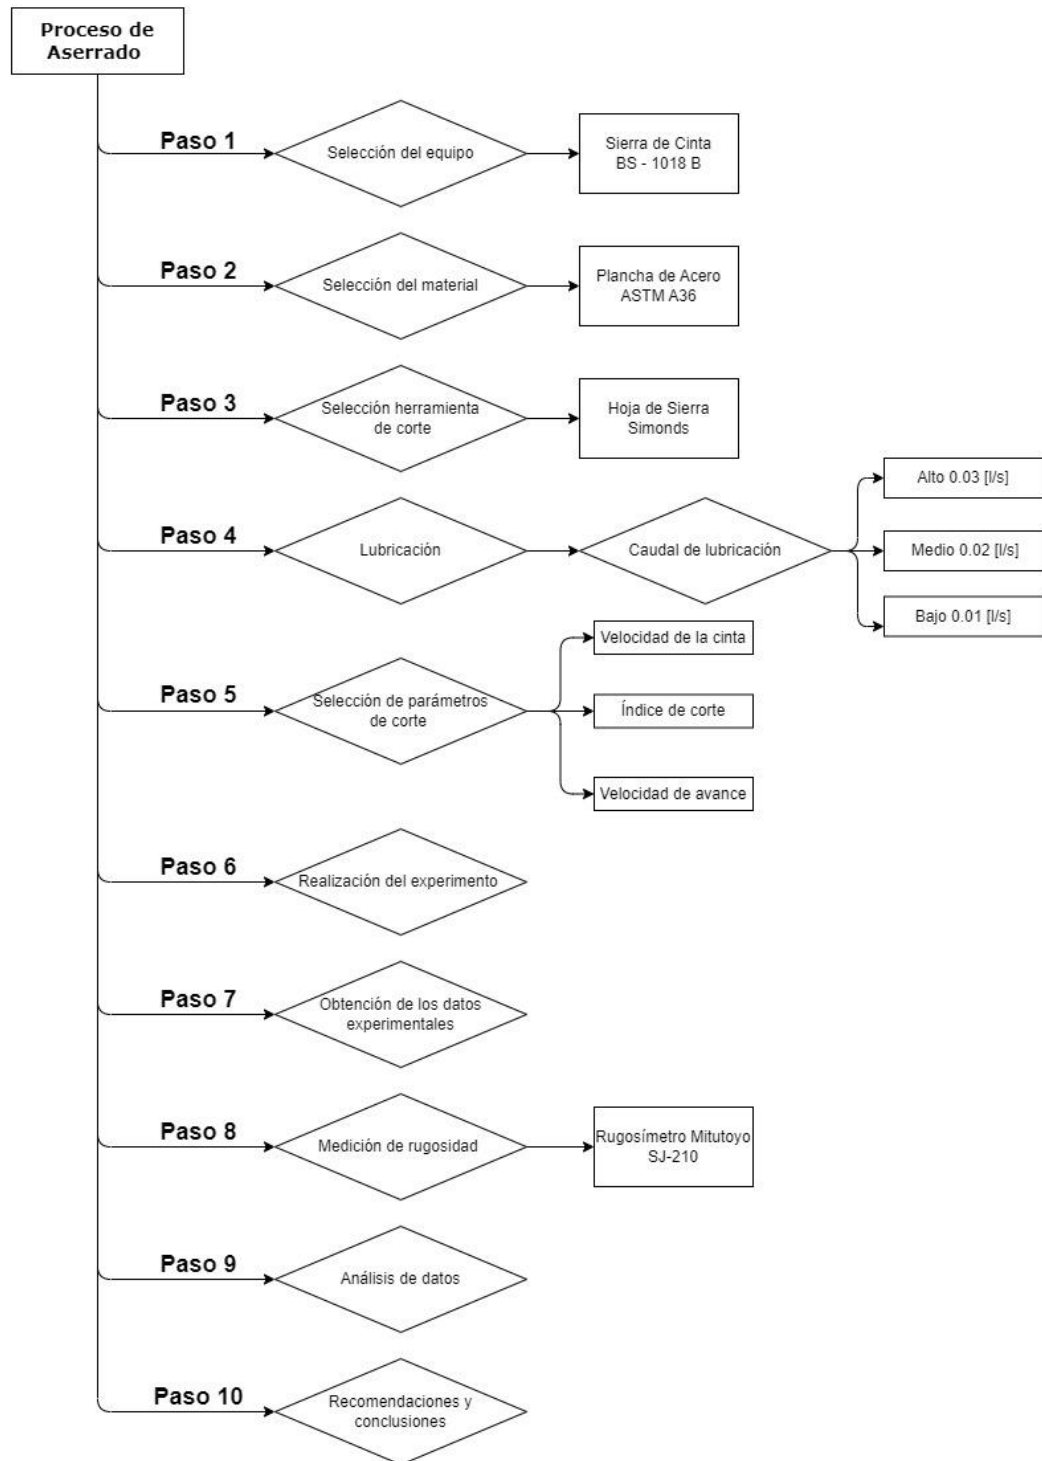 Proceso de
Aserrado
Paso 1
Selección del equipo
Sierra de Cinta
BS - 1018 B
Paso 2
Selección del material
Plancha de Acero
ASTM A36
Paso 3
Selección herramienta
de corte
Hoja de Sierra
Simonds
Paso 4
Lubricación
Caudal de lubricación
Alto 0.03 [l/s]
Medio 0.02 [l/s]
Bajo 0.01 [l/s]
Paso 5
Selección de parámetros
de corte
Velocidad de la cinta
Índice de corte
Velocidad de avance
Paso 6
Realización del experimento
Paso 7
Obtención de los datos
experimentales
Paso 8
Medición de rugosidad
Rugosímetro Mitutoyo
SJ-210
Paso 9
Análisis de datos
Paso 10
Recomendaciones y
conclusiones